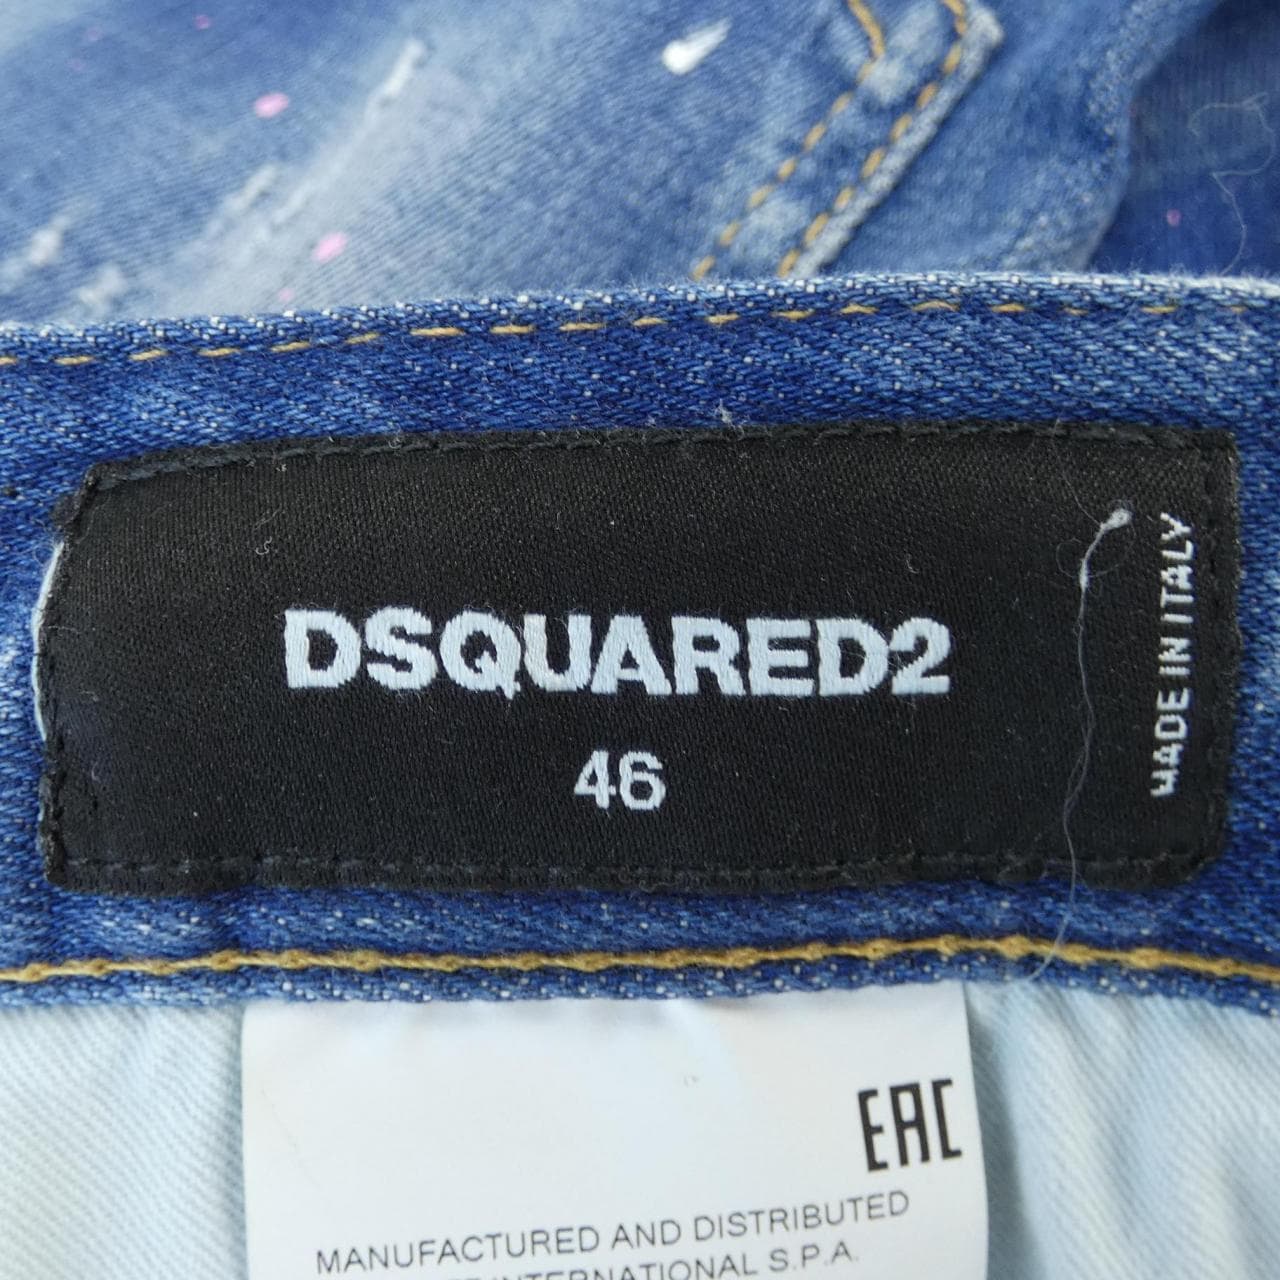 DSQUARED2
46
MADE IN ITALY
EAC
MANUFACTURED AND DISTRIBUTED
INTERNATIONAL S.P.A.